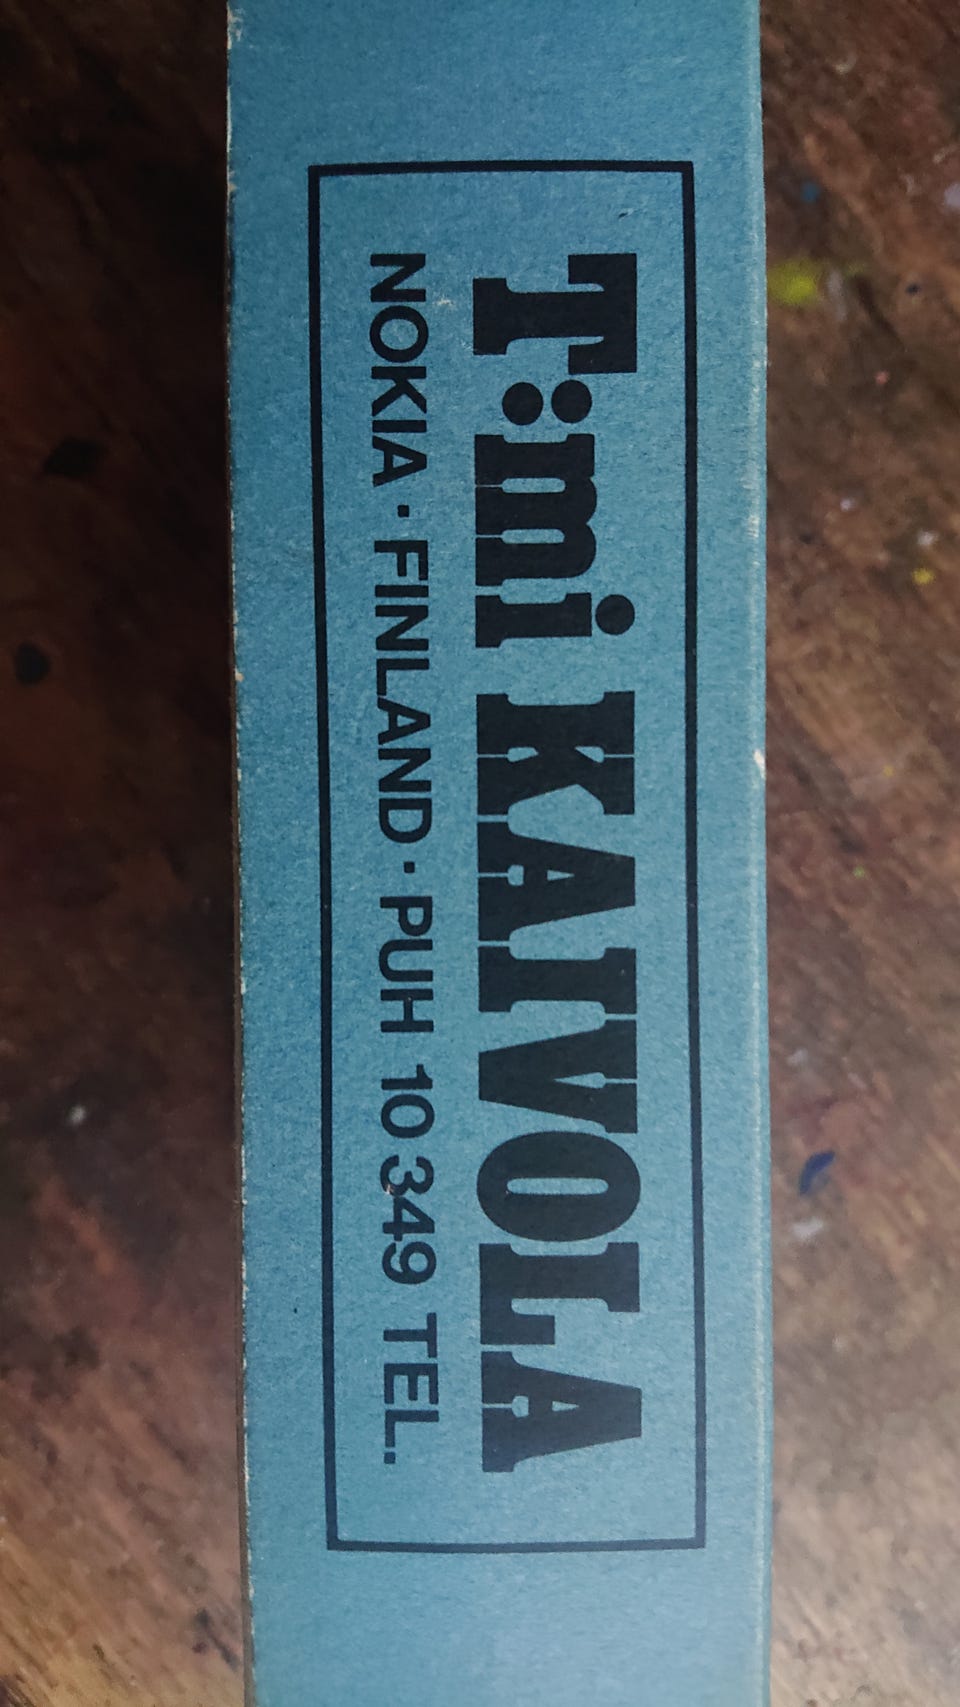 T:mi KAIVOLA
NOKIA · FINLAND · PUH 10 349 TEL.